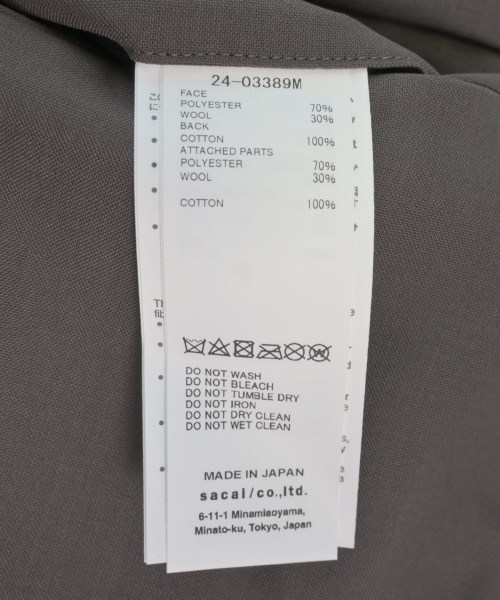 24-03389M
FACE
POLYESTER 70%
WOOL 30%
BACK
COTTON 100%
ATTACHED PARTS
POLYESTER 70%
WOOL 30%
COTTON 100%
DO NOT WASH
DO NOT BLEACH
DO NOT TUMBLE DRY
DO NOT IRON
DO NOT DRY CLEAN
DO NOT WET CLEAN
MADE IN JAPAN
sacai/co.,ltd.
6-11-1 Minamiaoyama,
Minato-ku, Tokyo, Japan